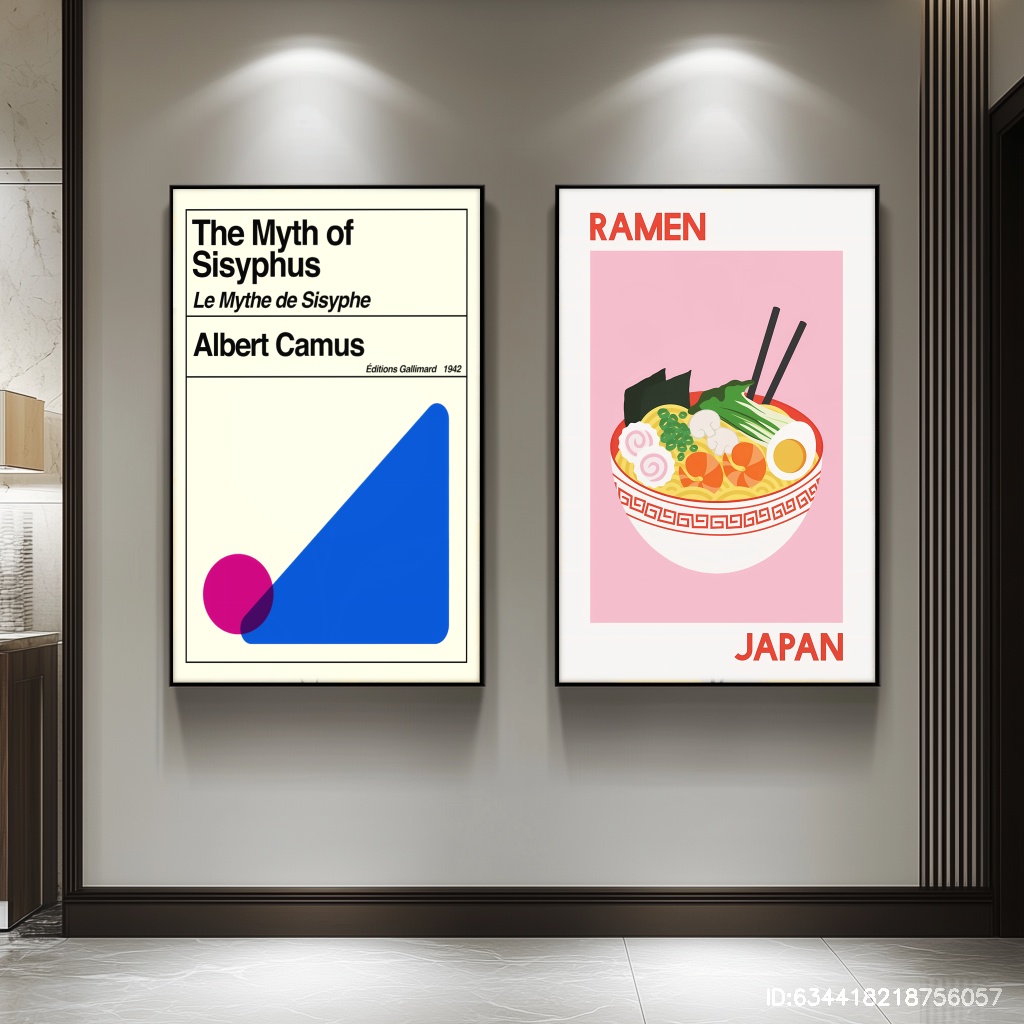 The Myth of
Sisyphus
Le Mythe de Sisyphe
Albert Camus
Éditions Gallimard 1942
RAMEN
JAPAN
ID:634418218756057